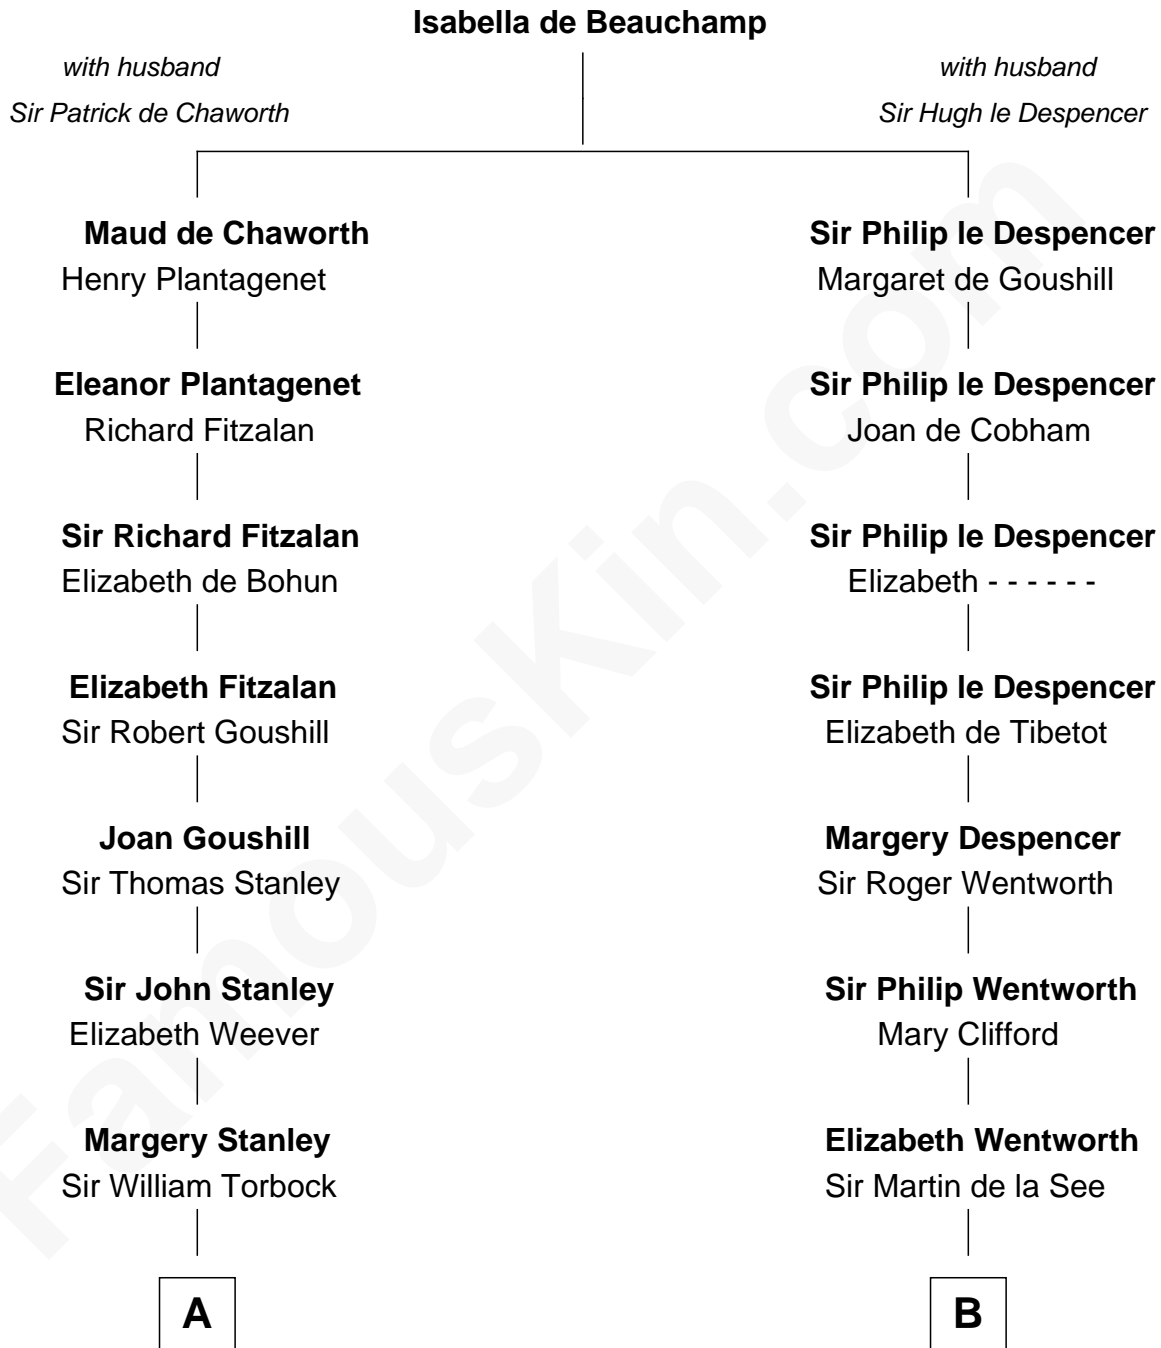 Isabella de Beauchamp
with husband
Sir Patrick de Chaworth
with husband
Sir Hugh le Despencer
Maud de Chaworth
Henry Plantagenet
Sir Philip le Despencer
Margaret de Goushill
Eleanor Plantagenet
Richard Fitzalan
Sir Philip le Despencer
Joan de Cobham
Sir Richard Fitzalan
Elizabeth de Bohun
Sir Philip le Despencer
Elizabeth - - - - - -
Elizabeth Fitzalan
Sir Robert Goushill
Sir Philip le Despencer
Elizabeth de Tibetot
Joan Goushill
Sir Thomas Stanley
Margery Despencer
Sir Roger Wentworth
Sir John Stanley
Elizabeth Weever
Sir Philip Wentworth
Mary Clifford
Margery Stanley
Sir William Torbock
Elizabeth Wentworth
Sir Martin de la See
A
B
FamousKin.com